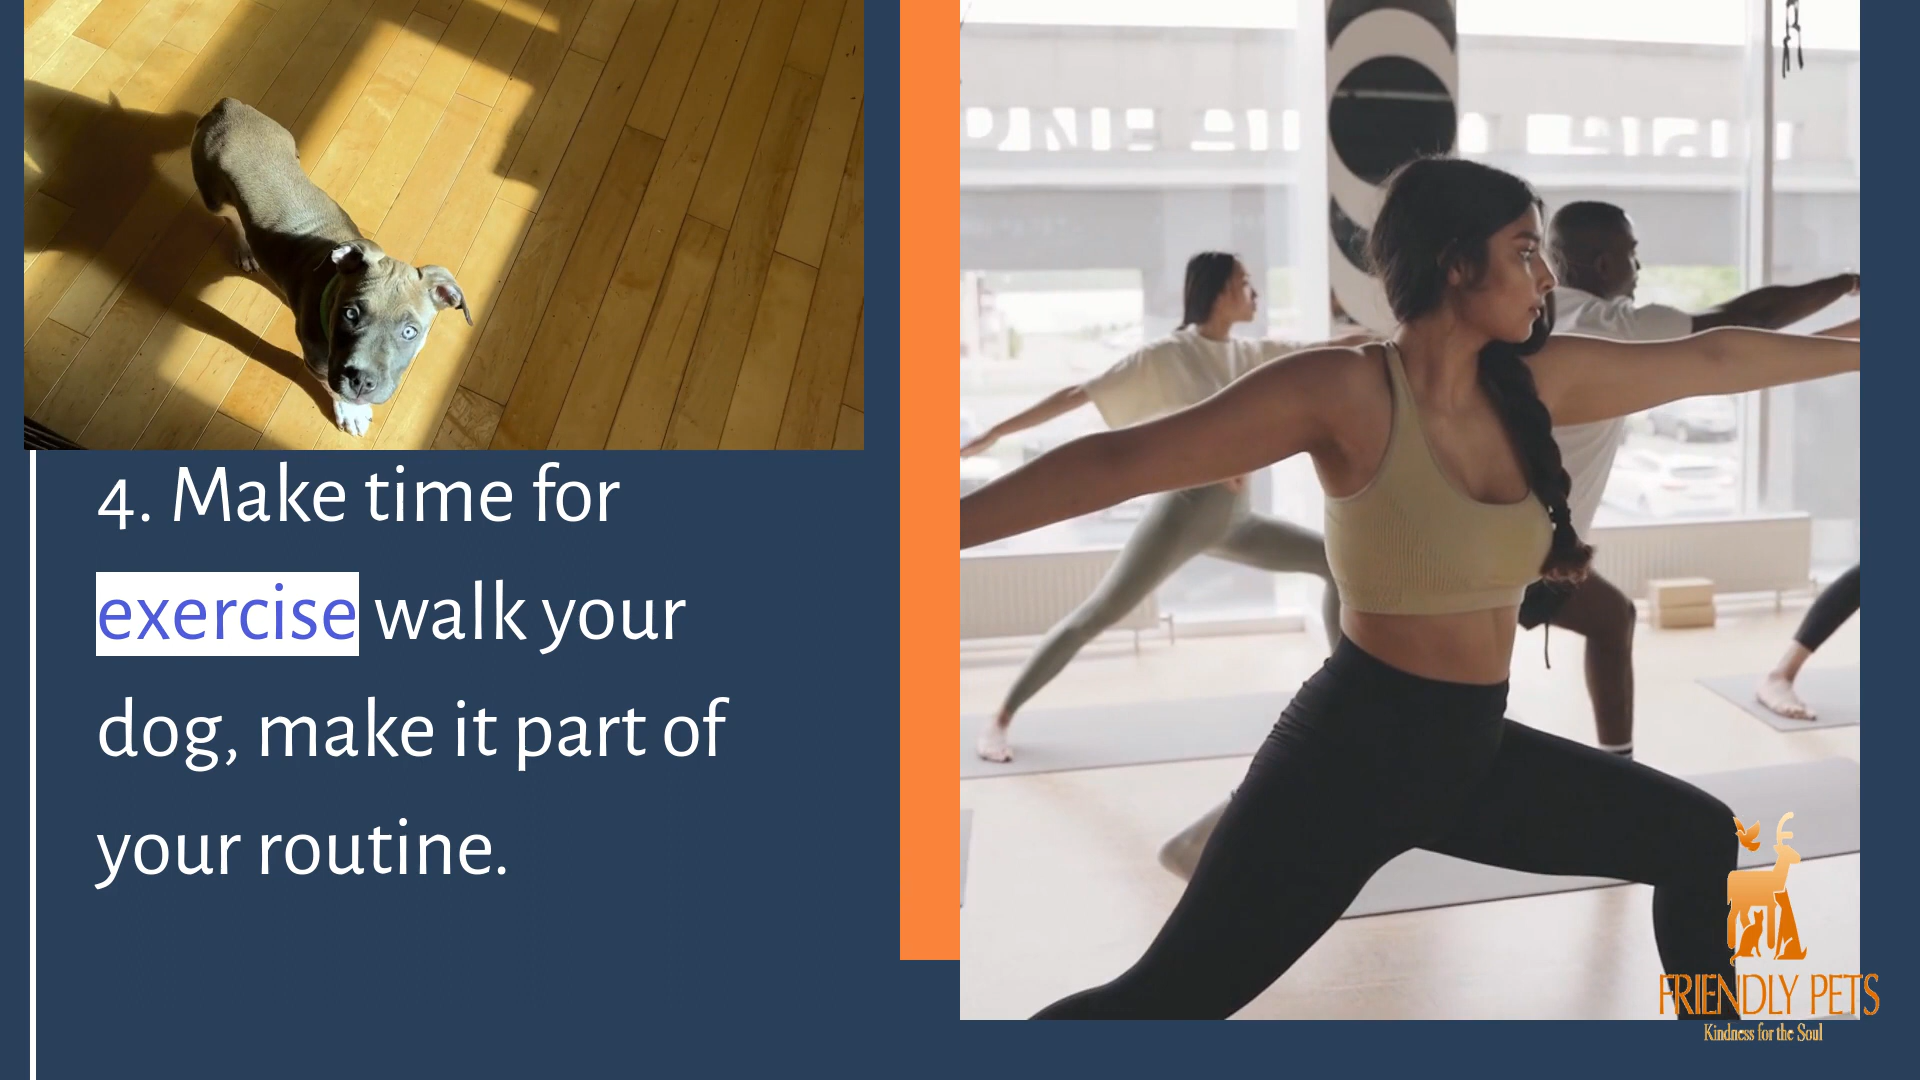 4. Make time for
exercise walk your
dog, make it part of
your routine.
FRIENDLY PETS
Kindness for the Soul